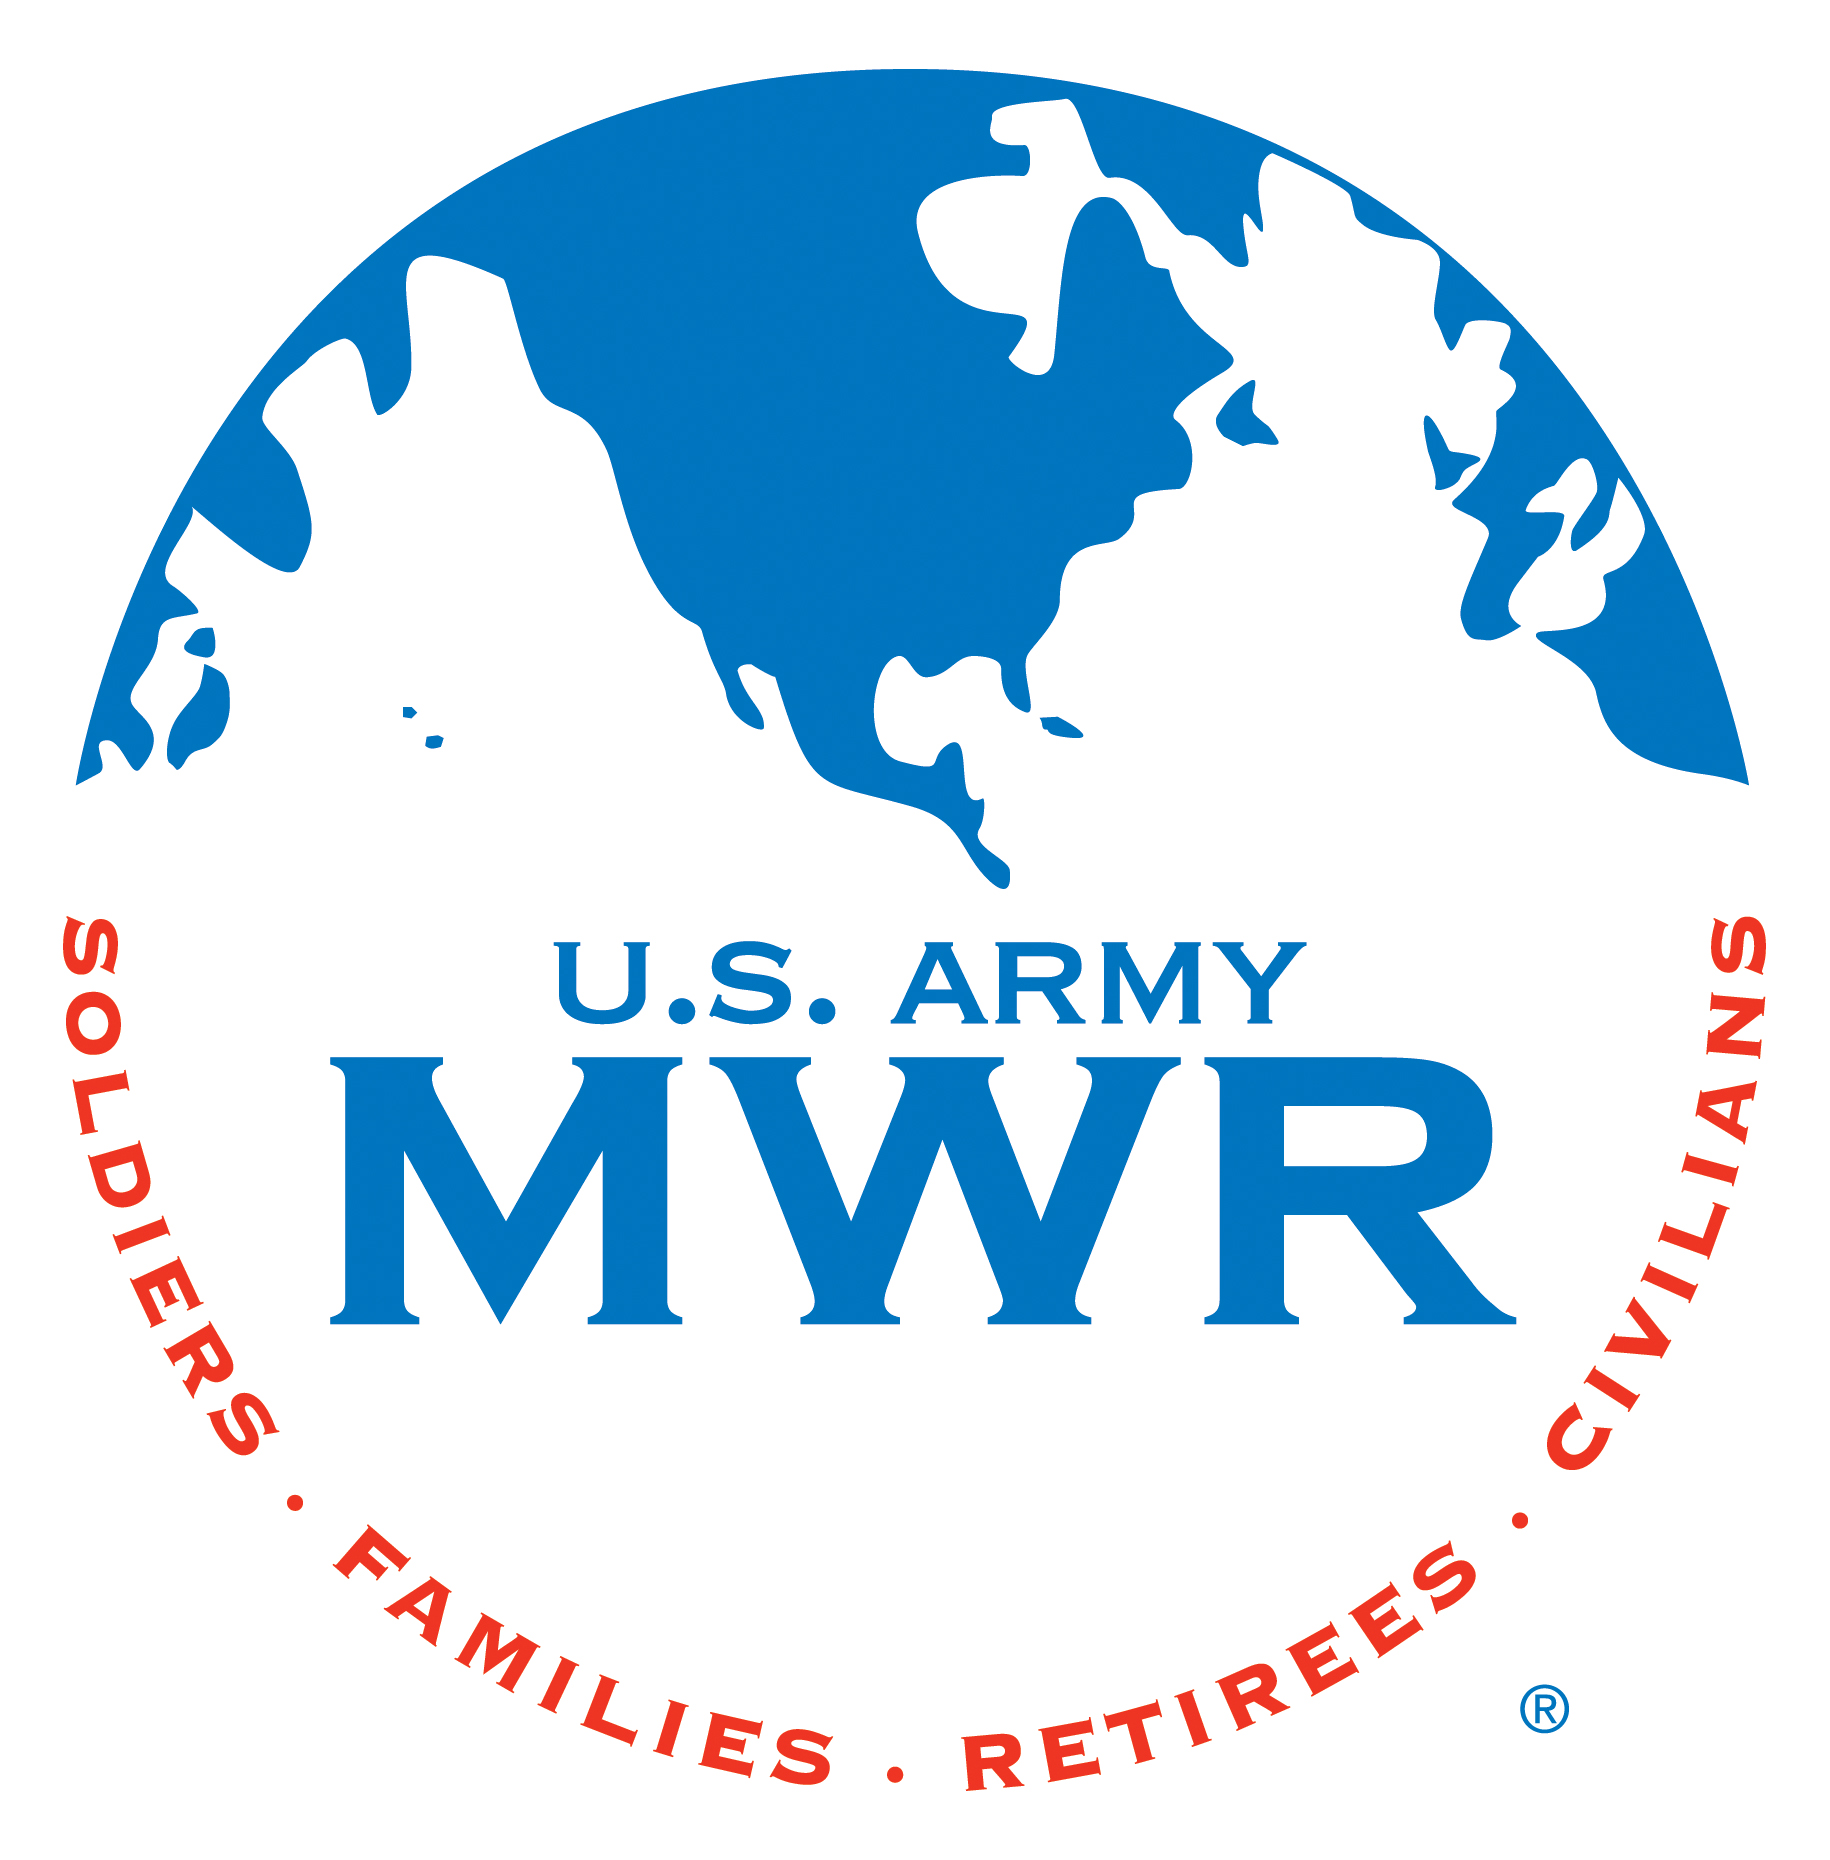 U.S. ARMY
MWR
SOLDIERS • FAMILIES • RETIREES • CIVILIANS
®